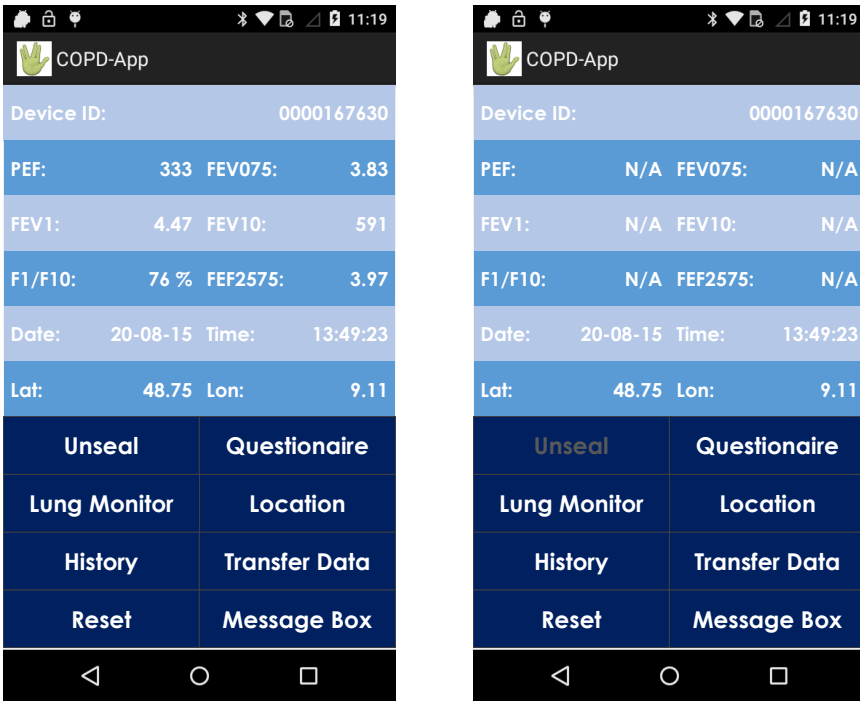 11:19
COPD-App
Device ID: 0000167630
PEF: 333 FEV075: 3.83
FEV1: 4.47 FEV10: 591
F1/F10: 76 % FEF2575: 3.97
Date: 20-08-15 Time: 13:49:23
Lat: 48.75 Lon: 9.11
Unseal Questionaire
Lung Monitor Location
History Transfer Data
Reset Message Box
11:19
COPD-App
Device ID: 0000167630
PEF: N/A FEV075: N/A
FEV1: N/A FEV10: N/A
F1/F10: N/A FEF2575: N/A
Date: 20-08-15 Time: 13:49:23
Lat: 48.75 Lon: 9.11
Unseal Questionaire
Lung Monitor Location
History Transfer Data
Reset Message Box